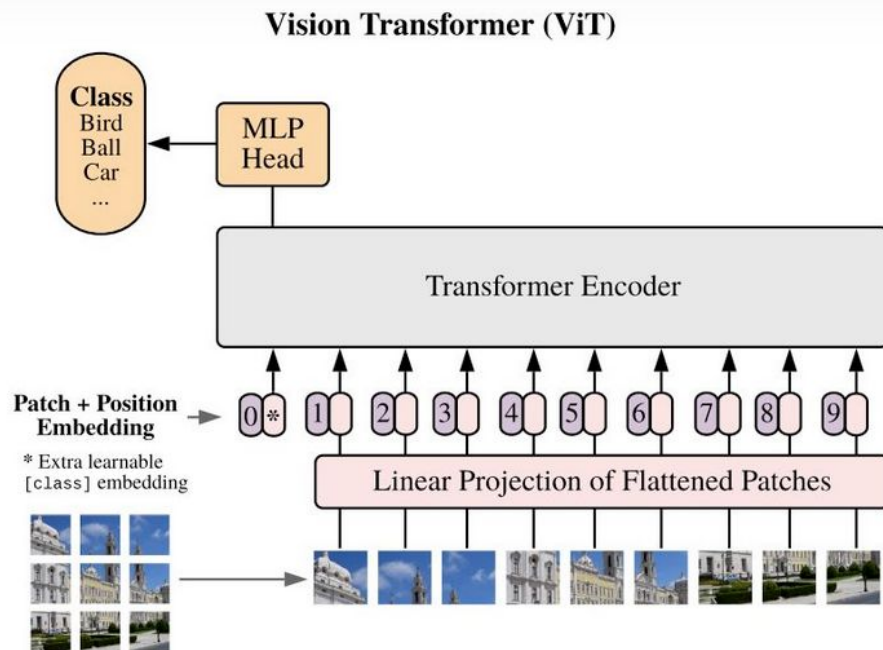 Vision Transformer (ViT)
Class
Bird
Ball
Car
...
MLP
Head
Transformer Encoder
Patch + Position
Embedding
0 * 1 2 3 4 5 6 7 8 9
* Extra learnable
[class] embedding
Linear Projection of Flattened Patches